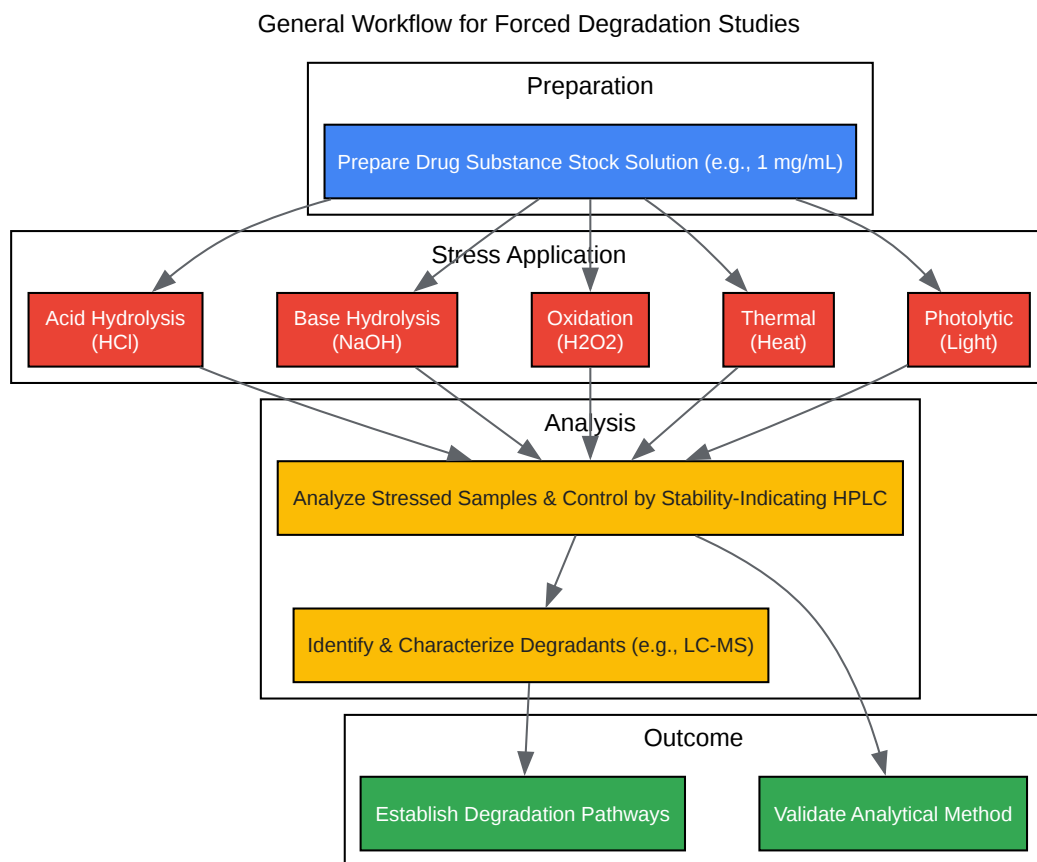 General Workflow for Forced Degradation Studies
Preparation
Prepare Drug Substance Stock Solution (e.g., 1 mg/mL)
Stress Application
Acid Hydrolysis
(HCl)
Base Hydrolysis
(NaOH)
Oxidation
(H2O2)
Thermal
(Heat)
Photolytic
(Light)
Analysis
Analyze Stressed Samples & Control by Stability-Indicating HPLC
Identify & Characterize Degradants (e.g., LC-MS)
Outcome
Establish Degradation Pathways
Validate Analytical Method